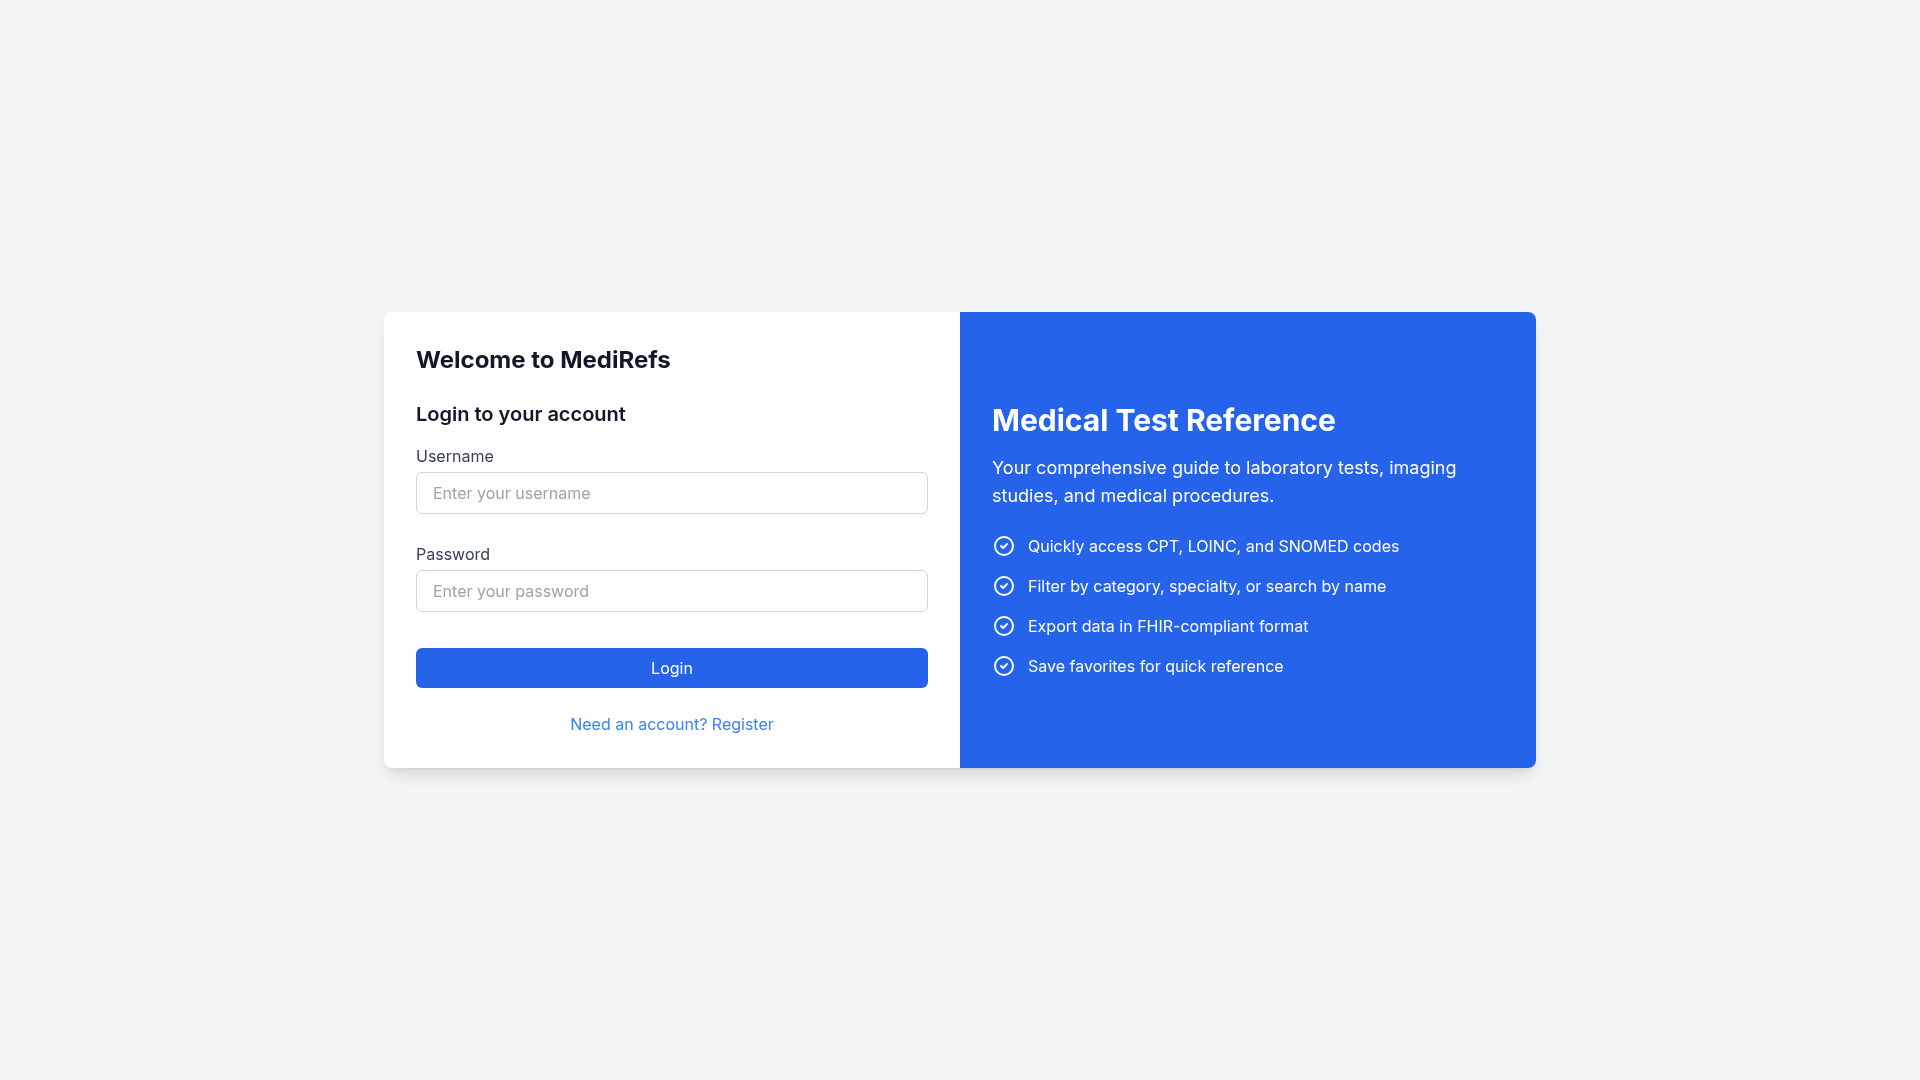 Welcome to MediRefs
Login to your account
Username
Enter your username
Password
Enter your password
Login
Need an account? Register
Medical Test Reference
Your comprehensive guide to laboratory tests, imaging
studies, and medical procedures.
Quickly access CPT, LOINC, and SNOMED codes
Filter by category, specialty, or search by name
Export data in FHIR-compliant format
Save favorites for quick reference